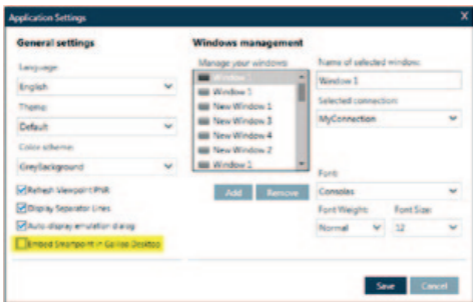 Application Settings X
General settings
Language:
English
Theme:
Default
Color scheme:
GreyBackground
Refresh Viewpoint PNR
Display Separator Lines
Auto display emulation dialog
Embed Smartpoint in Galileo Desktop
Windows management
Manage your windows:
Window 1
Window 1
New Window 1
New Window 3
New Window 4
New Window 2
Window 1
Add Remove
Name of selected window:
Window 1
Selected connection:
MyConnection
Font:
Consolas
Font Weight: Font Size:
Normal 12
Save Cancel